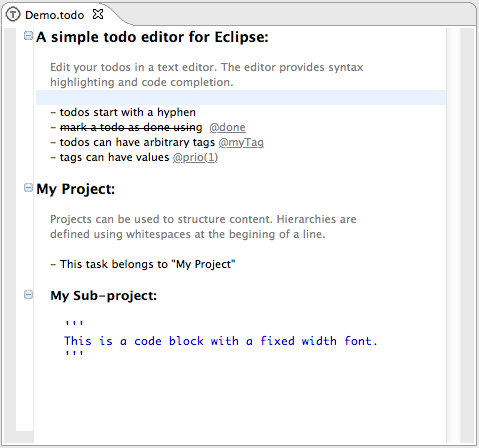 Demo.todo
A simple todo editor for Eclipse:
Edit your todos in a text editor. The editor provides syntax
highlighting and code completion.
- todos start with a hyphen
- mark a todo as done using @done
- todos can have arbitrary tags @myTag
- tags can have values @prio(1)
My Project:
Projects can be used to structure content. Hierarchies are
defined using whitespaces at the begining of a line.
- This task belongs to "My Project"
My Sub-project:
'''
This is a code block with a fixed width font.
'''